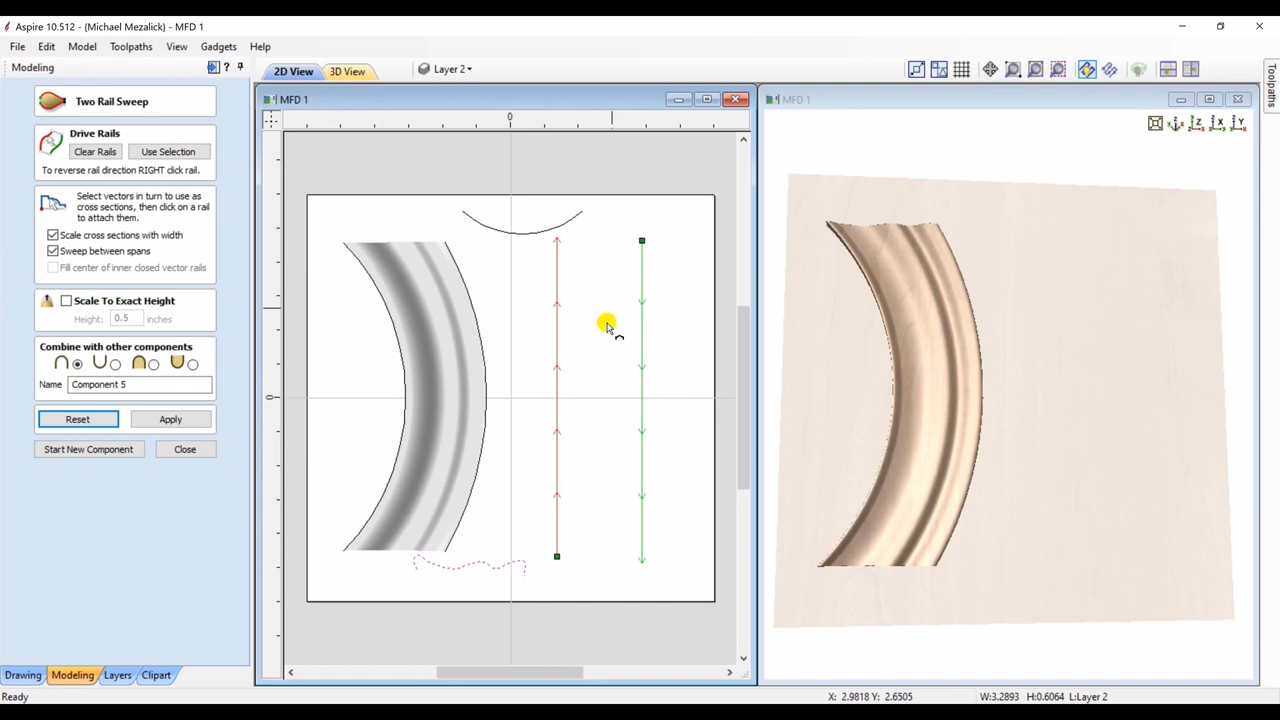 Aspire 10.512 - {Michael Mezalick} - MFD 1
File Edit Model Toolpaths View Gadgets Help
Modeling
2D View 3D View Layer 2
Toolpaths
MFD 1
MFD 1
0
0
Z X Y
Two Rail Sweep
Drive Rails
Clear Rails Use Selection
To reverse rail direction RIGHT click rail.
Select vectors in turn to use as
cross sections, then click on a rail
to attach them.
Scale cross sections with width
Sweep between spans
Fill center of inner closed vector rails
Scale To Exact Height
Height: 0.5 inches
Combine with other components
Name Component 5
Reset Apply
Start New Component Close
Drawing Modeling Layers Clipart
Ready X: 2.9818 Y: 2.6505 W:3.2893 H:0.6064 L:Layer 2